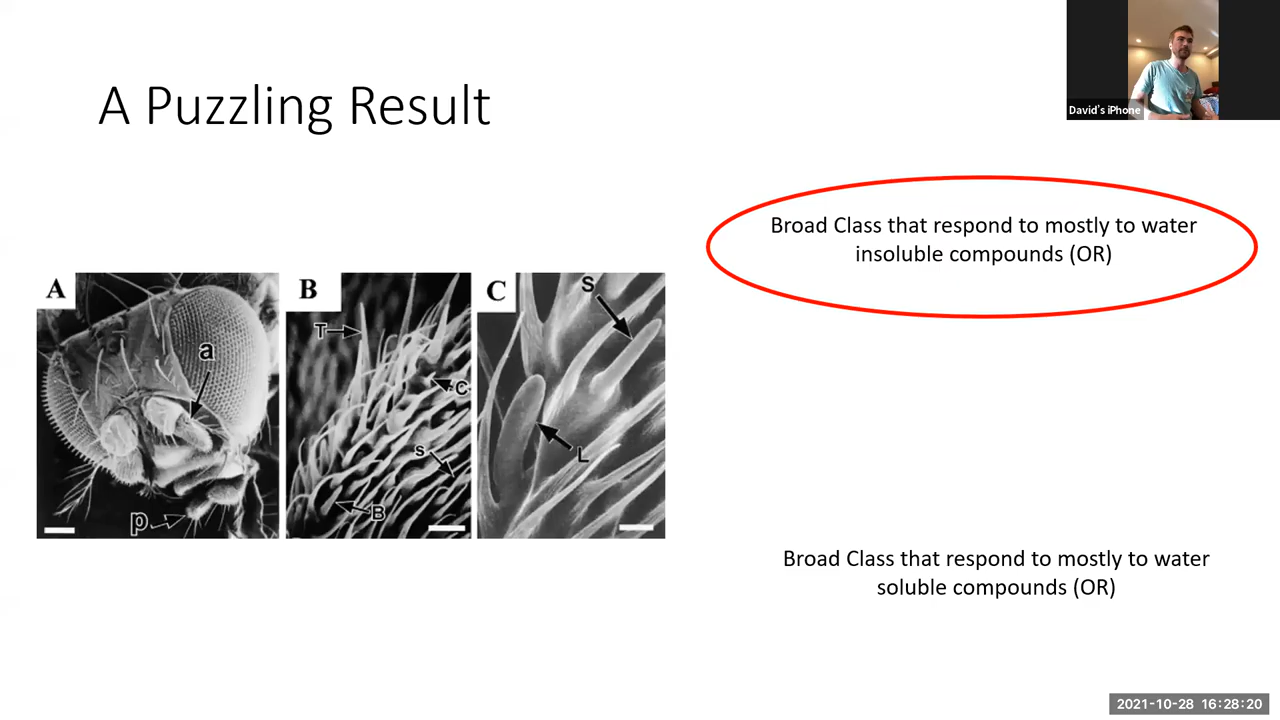 A Puzzling Result
David's iPhone
Broad Class that respond to mostly to water
insoluble compounds (OR)
A
a
p
B
T
C
s
B
C
S
L
Broad Class that respond to mostly to water
soluble compounds (OR)
2021-10-28 16:28:20